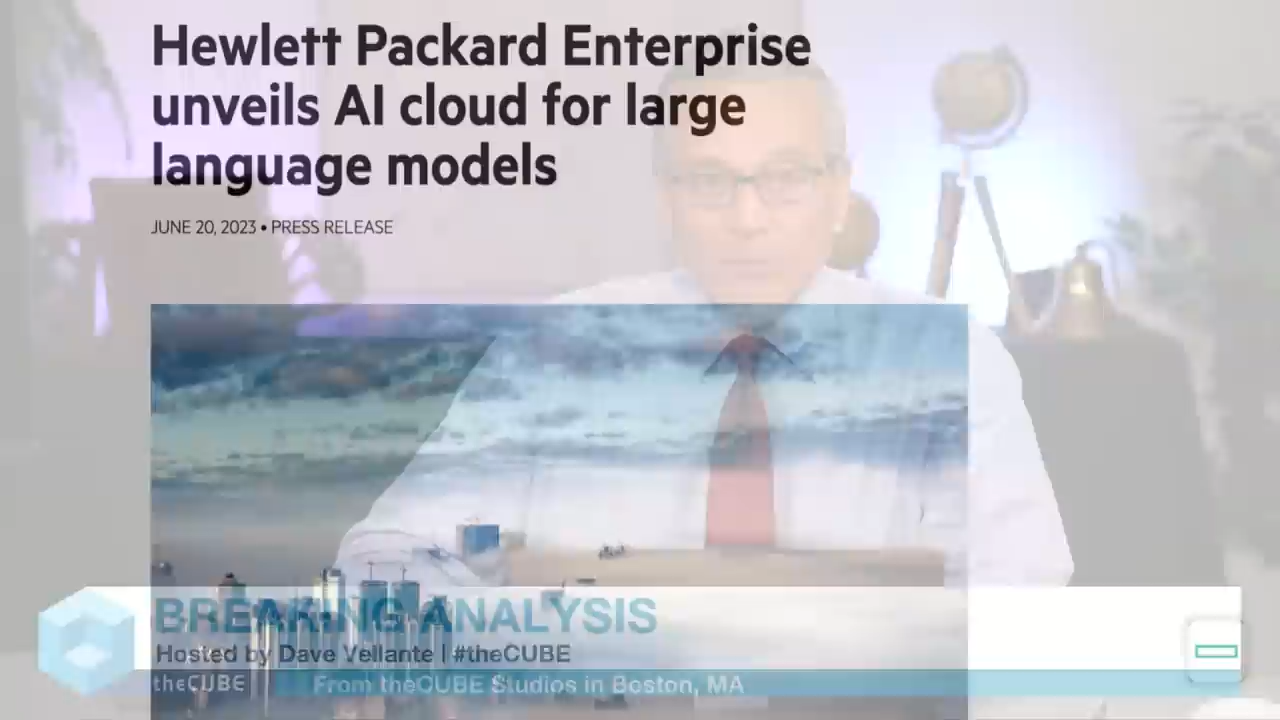 Hewlett Packard Enterprise
unveils AI cloud for large
language models
JUNE 20, 2023 • PRESS RELEASE
BREAKING ANALYSIS
Hosted by Dave Vellante | #theCUBE
theCUBE From theCUBE Studios in Boston, MA